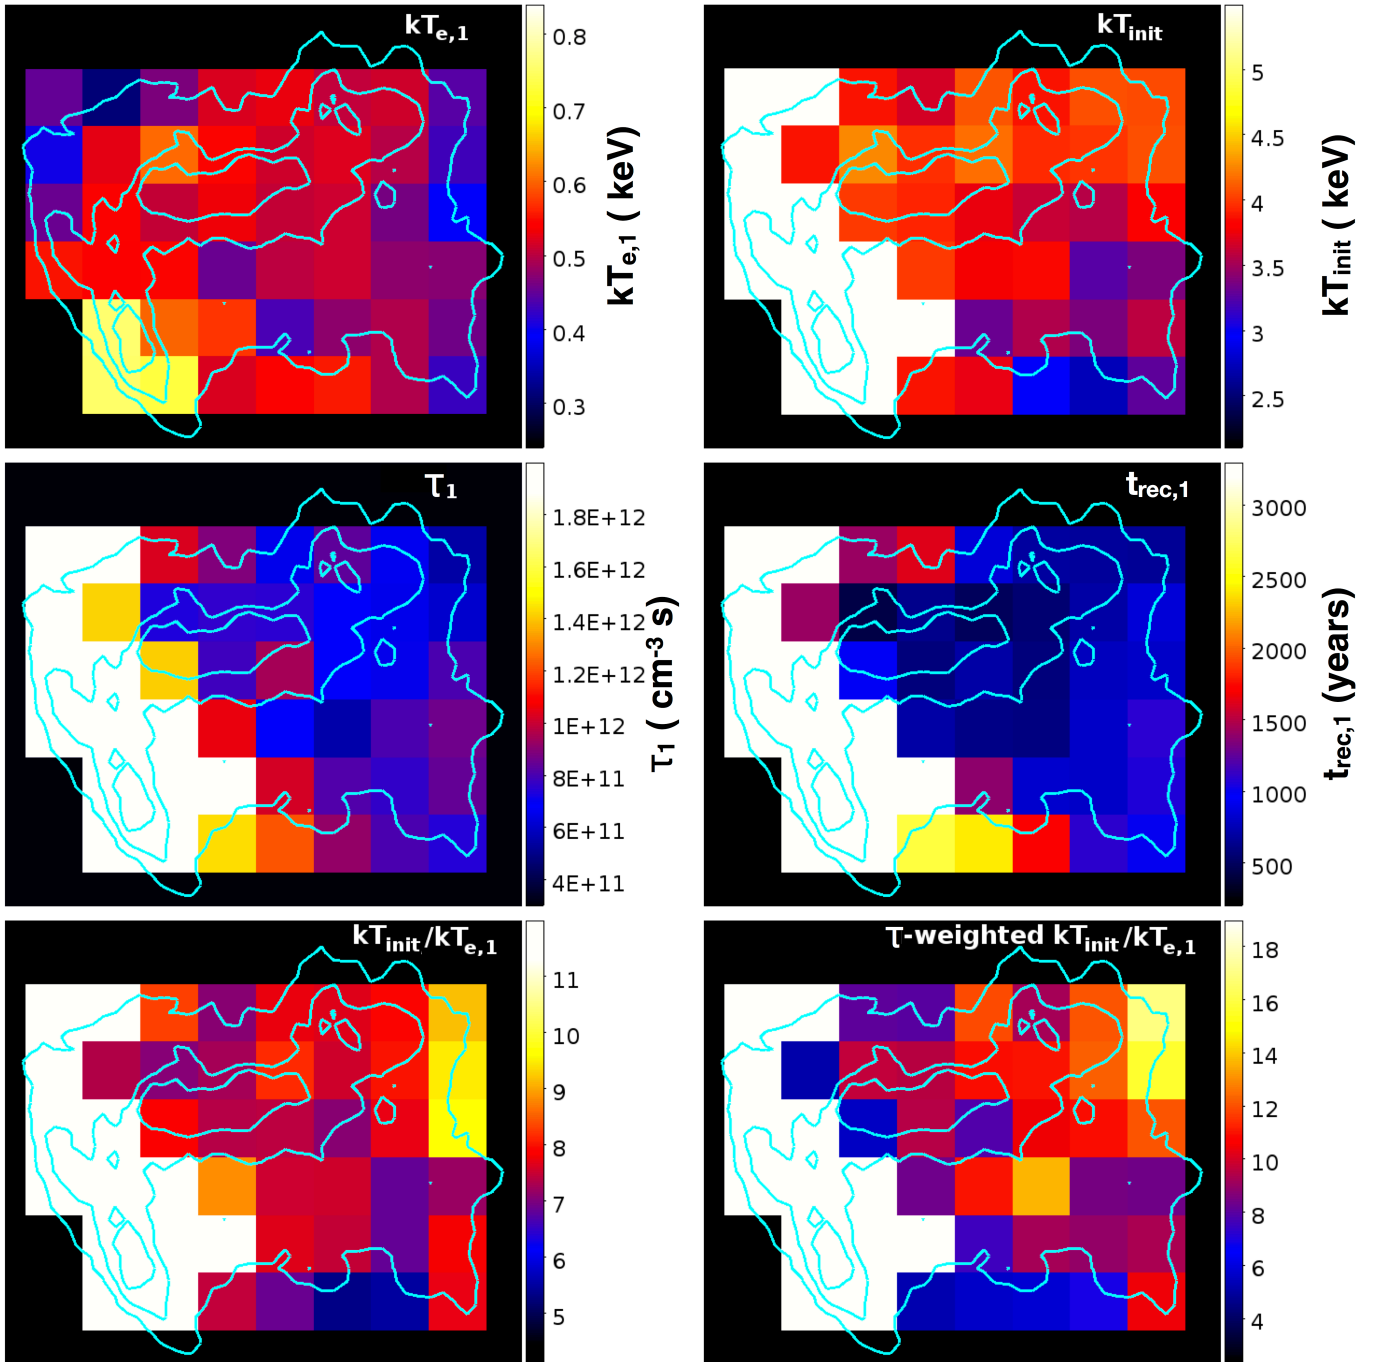 kTe,1
0.8
0.7
0.6
0.5
0.4
0.3
kTe,1 ( keV)
kTinit
5
4.5
4
3.5
3
2.5
kTinit ( keV)
τ1
1.8E+12
1.6E+12
1.4E+12
1.2E+12
1E+12
8E+11
6E+11
4E+11
τ1 ( cm-3 s)
trec,1
3000
2500
2000
1500
1000
500
trec,1 (years)
kTinit/kTe,1
11
10
9
8
7
6
5
τ-weighted kTinit/kTe,1
18
16
14
12
10
8
6
4